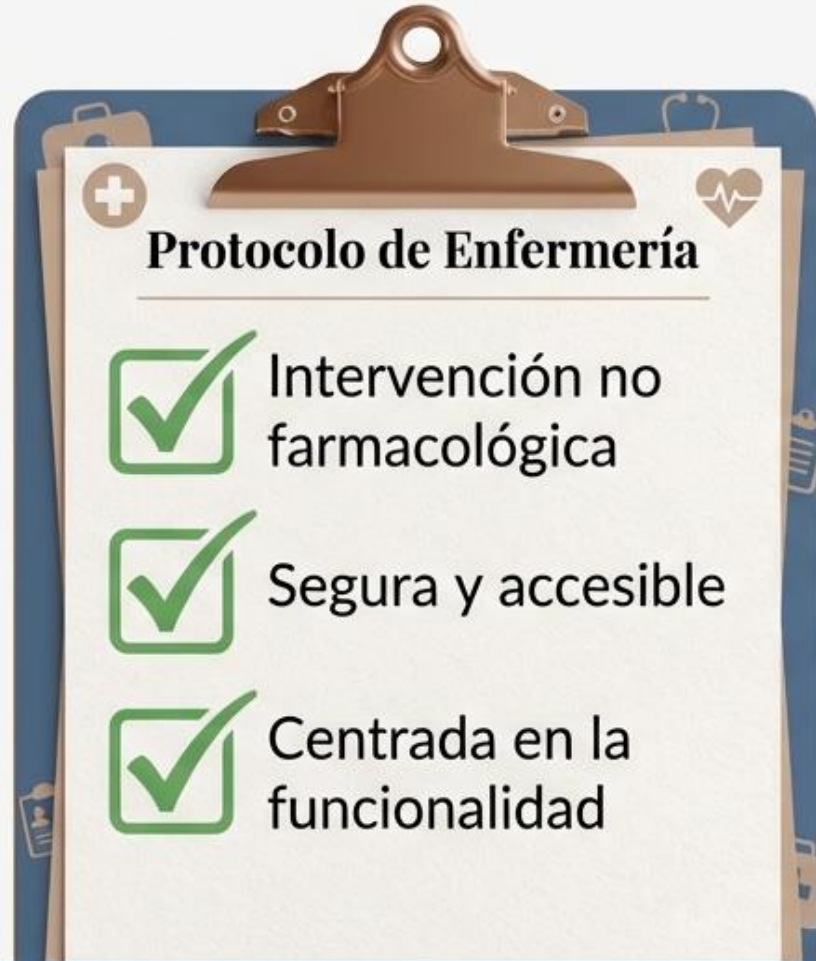 Protocolo de Enfermería
Intervención no
farmacológica
Segura y accesible
Centrada en la
funcionalidad